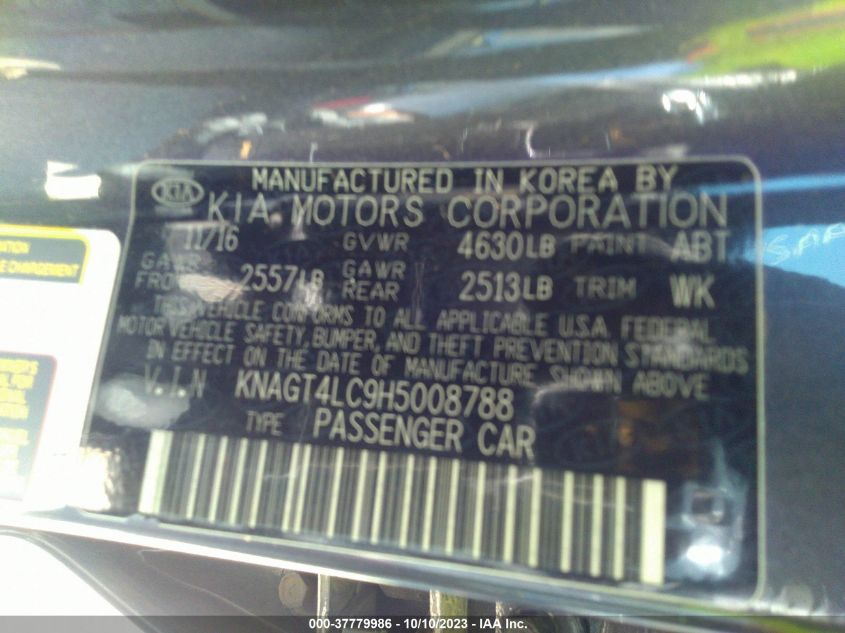 MANUFACTURED IN KOREA BY
KIA KIA MOTORS CORPORATION
11/16 GVWR 4630LB PAINT ABT
GAWR FRONT 2557LB GAWR REAR 2513LB TRIM WK
THIS VEHICLE CONFORMS TO ALL APPLICABLE U.S.A. FEDERAL
MOTOR VEHICLE SAFETY, BUMPER, AND THEFT PREVENTION STANDARDS
IN EFFECT ON THE DATE OF MANUFACTURE SHOWN ABOVE
V.I.N KNAGT4LC9H5008788
TYPE PASSENGER CAR
000-37779986 - 10/10/2023 - IAA Inc.